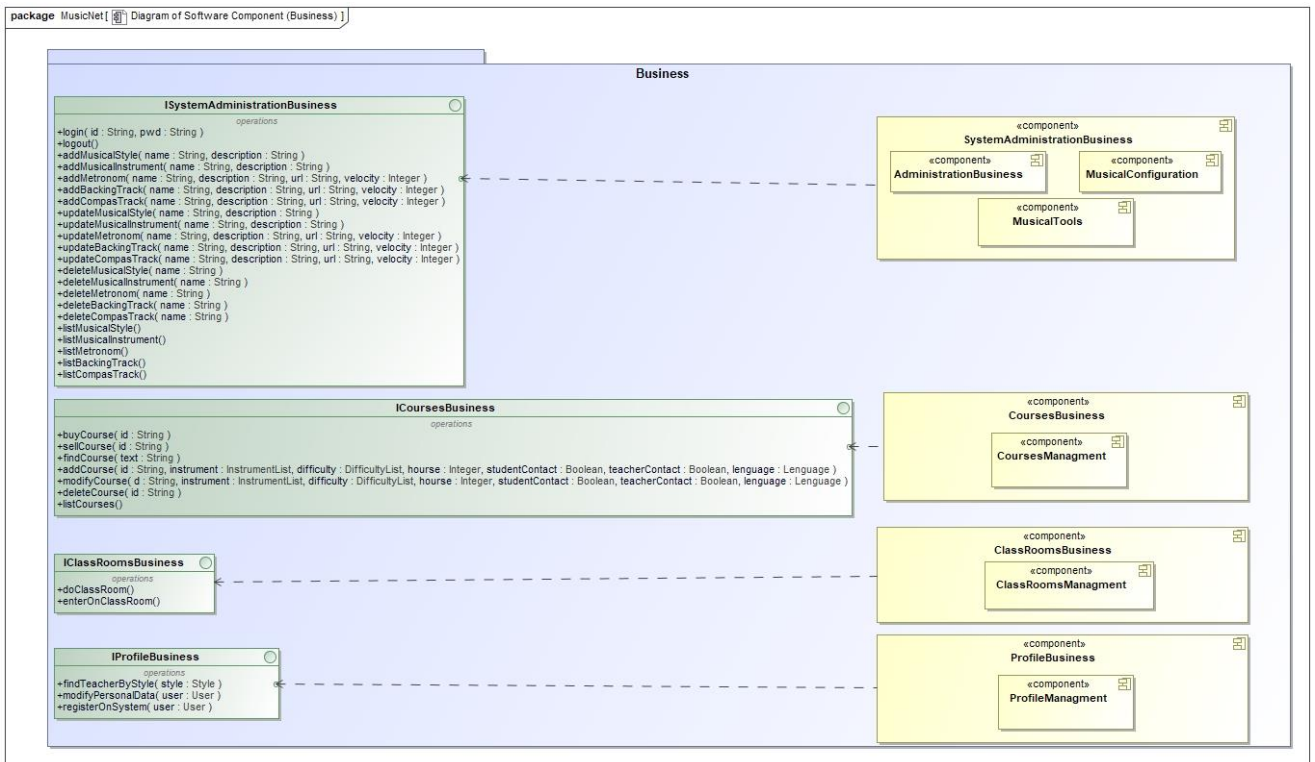 package MusicNet [ Diagram of Software Component (Business) ]
Business
ISystemAdministrationBusiness
operations
+login( id : String, pwd : String )
+logout()
+addMusicalStyle( name : String, description : String )
+addMusicalInstrument( name : String, description : String )
+addMetronom( name : String, description : String, url : String, velocity : Integer )
+addBackingTrack( name : String, description : String, url : String, velocity : Integer )
+addCompasTrack( name : String, description : String, url : String, velocity : Integer )
+updateMusicalStyle( name : String, description : String )
+updateMusicalInstrument( name : String, description : String )
+updateMetronom( name : String, description : String, url : String, velocity : Integer )
+updateBackingTrack( name : String, description : String, url : String, velocity : Integer )
+updateCompasTrack( name : String, description : String, url : String, velocity : Integer )
+deleteMusicalStyle( name : String )
+deleteMusicalInstrument( name : String )
+deleteMetronom( name : String )
+deleteBackingTrack( name : String )
+deleteCompasTrack( name : String )
+listMusicalStyle()
+listMusicalInstrument()
+listMetronom()
+listBackingTrack()
+listCompasTrack()
«component»
SystemAdministrationBusiness
«component»
AdministrationBusiness
«component»
MusicalConfiguration
«component»
MusicalTools
ICoursesBusiness
operations
+buyCourse( id : String )
+sellCourse( id : String )
+findCourse( text : String )
+addCourse( id : String, instrument : InstrumentList, difficulty : DifficultyList, hourse : Integer, studentContact : Boolean, teacherContact : Boolean, lenguage : Lenguage )
+modifyCourse( d : String, instrument : InstrumentList, difficulty : DifficultyList, hourse : Integer, studentContact : Boolean, teacherContact : Boolean, lenguage : Lenguage )
+deleteCourse( id : String )
+listCourses()
«component»
CoursesBusiness
«component»
CoursesManagment
IClassRoomsBusiness
operations
+doClassRoom()
+enterOnClassRoom()
«component»
ClassRoomsBusiness
«component»
ClassRoomsManagment
IProfileBusiness
operations
+findTeacherByStyle( style : Style )
+modifyPersonalData( user : User )
+registerOnSystem( user : User )
«component»
ProfileBusiness
«component»
ProfileManagment